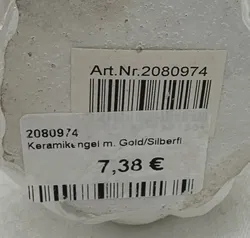 Art.Nr.2080974
2080974
Keramikengel m. Gold/Silberfl
7,38 €